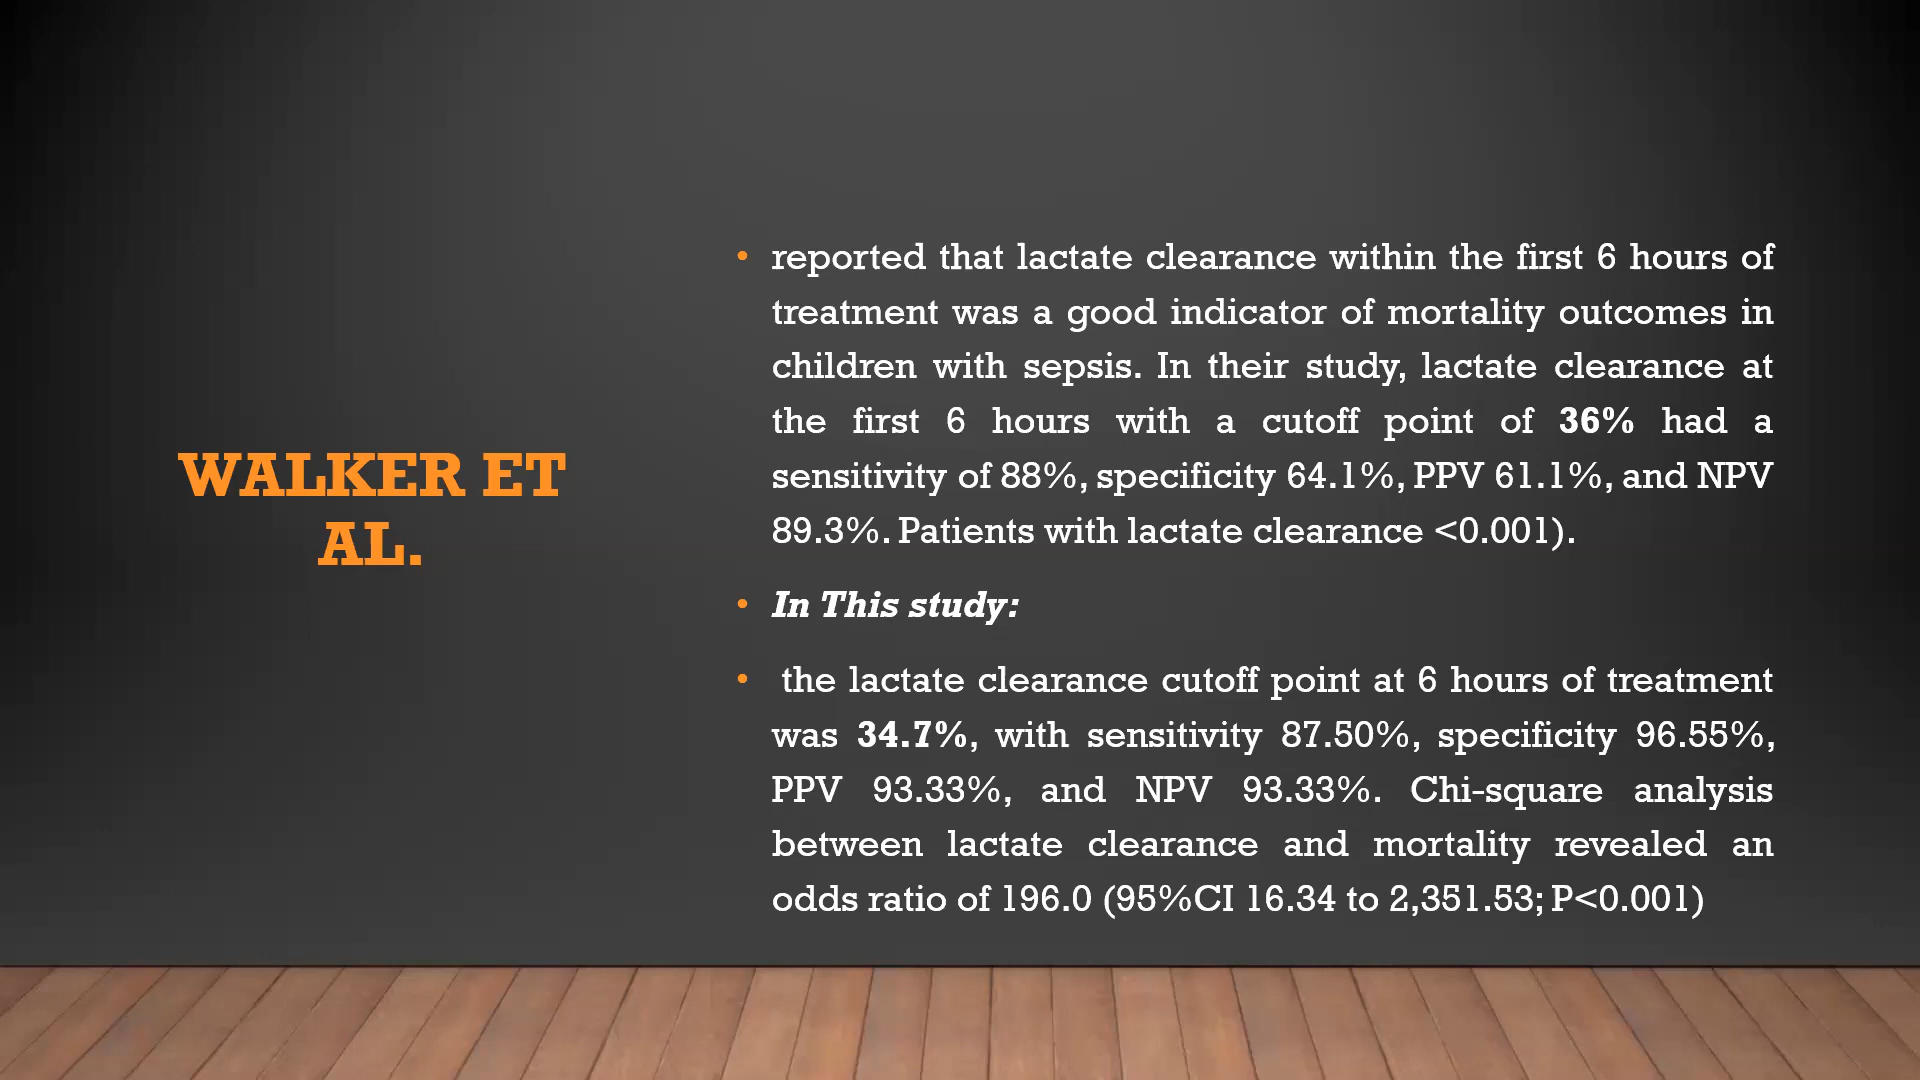 WALKER ET
AL.
• reported that lactate clearance within the first 6 hours of
treatment was a good indicator of mortality outcomes in
children with sepsis. In their study, lactate clearance at
the first 6 hours with a cutoff point of 36% had a
sensitivity of 88%, specificity 64.1%, PPV 61.1%, and NPV
89.3%. Patients with lactate clearance <0.001).
• In This study:
• the lactate clearance cutoff point at 6 hours of treatment
was 34.7%, with sensitivity 87.50%, specificity 96.55%,
PPV 93.33%, and NPV 93.33%. Chi-square analysis
between lactate clearance and mortality revealed an
odds ratio of 196.0 (95%CI 16.34 to 2,351.53; P<0.001)